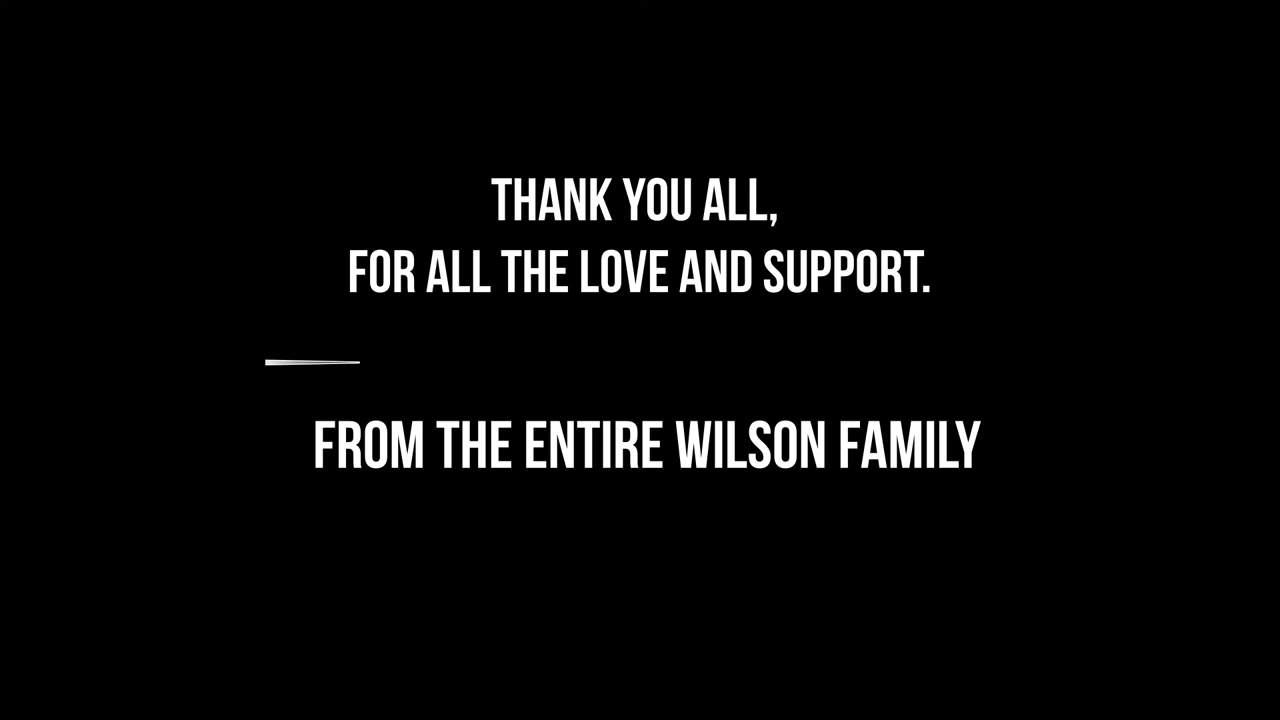 THANK YOU ALL,
FOR ALL THE LOVE AND SUPPORT.
FROM THE ENTIRE WILSON FAMILY